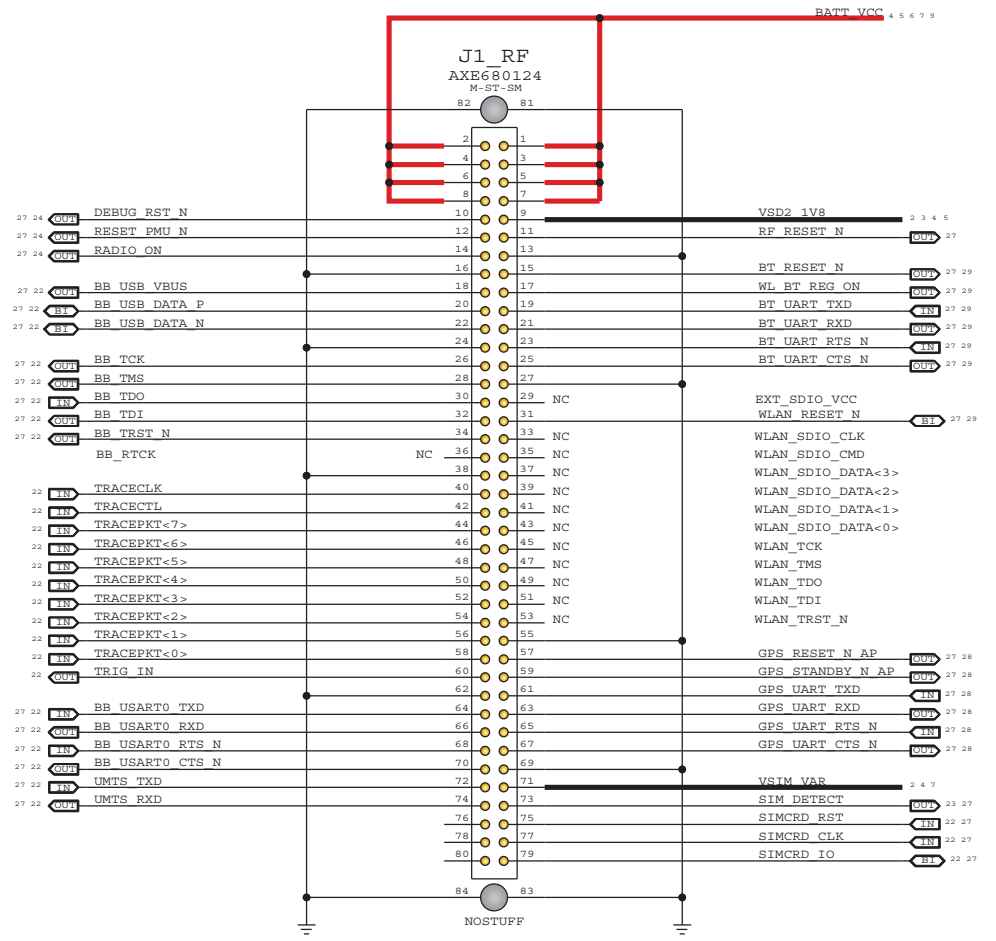 BATT_VCC 4 5 6 7 9
J1_RF
AXE680124
M-ST-SM
82 81
2 1
4 3
6 5
8 7
27 24 OUT DEBUG_RST_N 10 9 VSD2_1V8 2 3 4 5
27 24 OUT RESET_PMU_N 12 11 RF_RESET_N OUT 27
27 24 OUT RADIO_ON 14 13
16 15 BT_RESET_N OUT 27 29
27 22 OUT BB_USB_VBUS 18 17 WL_BT_REG_ON OUT 27 29
27 22 BI BB_USB_DATA_P 20 19 BT_UART_TXD IN 27 29
27 22 BI BB_USB_DATA_N 22 21 BT_UART_RXD OUT 27 29
24 23 BT_UART_RTS_N IN 27 29
27 22 OUT BB_TCK 26 25 BT_UART_CTS_N OUT 27 29
27 22 OUT BB_TMS 28 27
27 22 IN BB_TDO 30 29 NC EXT_SDIO_VCC
27 22 OUT BB_TDI 32 31 WLAN_RESET_N BI 27 29
27 22 OUT BB_TRST_N 34 33 NC WLAN_SDIO_CLK
BB_RTCK NC 36 35 NC WLAN_SDIO_CMD
38 37 NC WLAN_SDIO_DATA<3>
22 IN TRACECLK 40 39 NC WLAN_SDIO_DATA<2>
22 IN TRACECTL 42 41 NC WLAN_SDIO_DATA<1>
22 IN TRACEPKT<7> 44 43 NC WLAN_SDIO_DATA<0>
22 IN TRACEPKT<6> 46 45 NC WLAN_TCK
22 IN TRACEPKT<5> 48 47 NC WLAN_TMS
22 IN TRACEPKT<4> 50 49 NC WLAN_TDO
22 IN TRACEPKT<3> 52 51 NC WLAN_TDI
22 IN TRACEPKT<2> 54 53 NC WLAN_TRST_N
22 IN TRACEPKT<1> 56 55
22 IN TRACEPKT<0> 58 57 GPS_RESET_N_AP OUT 27 28
22 OUT TRIG_IN 60 59 GPS_STANDBY_N_AP OUT 27 28
62 61 GPS_UART_TXD IN 27 28
27 22 IN BB_USART0_TXD 64 63 GPS_UART_RXD OUT 27 28
27 22 OUT BB_USART0_RXD 66 65 GPS_UART_RTS_N IN 27 28
27 22 IN BB_USART0_RTS_N 68 67 GPS_UART_CTS_N OUT 27 28
27 22 OUT BB_USART0_CTS_N 70 69
27 22 IN UMTS_TXD 72 71 VSIM_VAR 2 4 7
27 22 OUT UMTS_RXD 74 73 SIM_DETECT OUT 23 27
76 75 SIMCRD_RST IN 22 27
78 77 SIMCRD_CLK IN 22 27
80 79 SIMCRD_IO BI 22 27
84 83
NOSTUFF